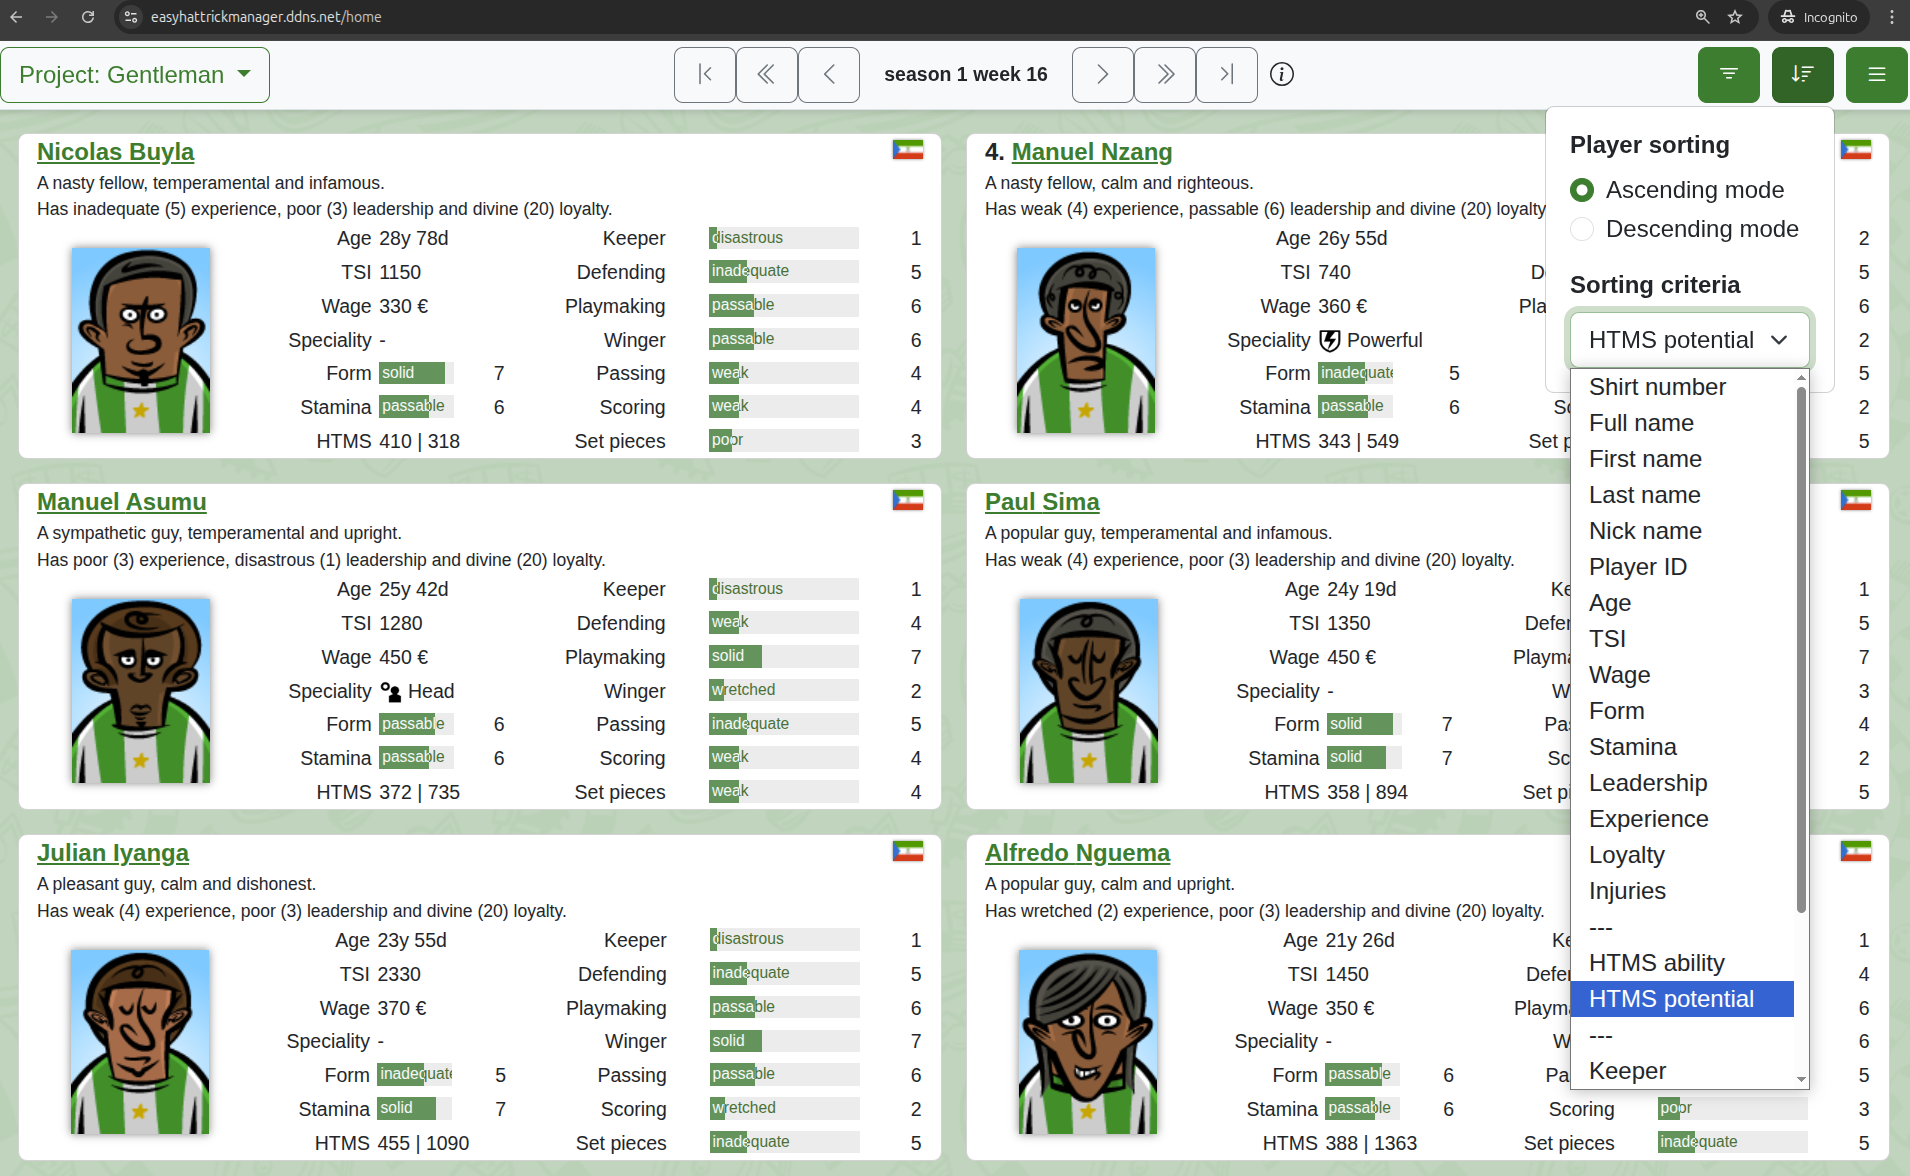 easyhattrickmanager.ddns.net/home
Incognito
Project: Gentleman
season 1 week 16
Nicolas Buyla
A nasty fellow, temperamental and infamous.
Has inadequate (5) experience, poor (3) leadership and divine (20) loyalty.
Age 28y 78d Keeper disastrous 1
TSI 1150 Defending inadequate 5
Wage 330 € Playmaking passable 6
Speciality - Winger passable 6
Form solid 7 Passing weak 4
Stamina passable 6 Scoring weak 4
HTMS 410 | 318 Set pieces poor 3
4. Manuel Nzang
A nasty fellow, calm and righteous.
Has weak (4) experience, passable (6) leadership and divine (20) loyalty
Age 26y 55d 2
TSI 740 D 5
Wage 360 € Pla 6
Speciality Powerful 2
Form inadequate 5 5
Stamina passable 6 Sc 2
HTMS 343 | 549 Set p 5
Player sorting
Ascending mode
Descending mode
Sorting criteria
HTMS potential
Shirt number
Full name
First name
Last name
Nick name
Player ID
Age
TSI
Wage
Form
Stamina
Leadership
Experience
Loyalty
Injuries
---
HTMS ability
HTMS potential
---
Keeper
Manuel Asumu
A sympathetic guy, temperamental and upright.
Has poor (3) experience, disastrous (1) leadership and divine (20) loyalty.
Age 25y 42d Keeper disastrous 1
TSI 1280 Defending weak 4
Wage 450 € Playmaking solid 7
Speciality Head Winger wretched 2
Form passable 6 Passing inadequate 5
Stamina passable 6 Scoring weak 4
HTMS 372 | 735 Set pieces weak 4
Paul Sima
A popular guy, temperamental and infamous.
Has weak (4) experience, poor (3) leadership and divine (20) loyalty.
Age 24y 19d Ke 1
TSI 1350 Defer 5
Wage 450 € Playma 7
Speciality - W 3
Form solid 7 Pas 4
Stamina solid 7 Sc 2
HTMS 358 | 894 Set pi 5
Julian Iyanga
A pleasant guy, calm and dishonest.
Has weak (4) experience, poor (3) leadership and divine (20) loyalty.
Age 23y 55d Keeper disastrous 1
TSI 2330 Defending inadequate 5
Wage 370 € Playmaking passable 6
Speciality - Winger solid 7
Form inadequate 5 Passing passable 6
Stamina solid 7 Scoring wretched 2
HTMS 455 | 1090 Set pieces inadequate 5
Alfredo Nguema
A popular guy, calm and upright.
Has wretched (2) experience, poor (3) leadership and divine (20) loyalty.
Age 21y 26d Ke 1
TSI 1450 Defer 4
Wage 350 € Playm 6
Speciality - W 6
Form passable 6 Pa 5
Stamina passable 6 Scoring poor 3
HTMS 388 | 1363 Set pieces inadequate 5